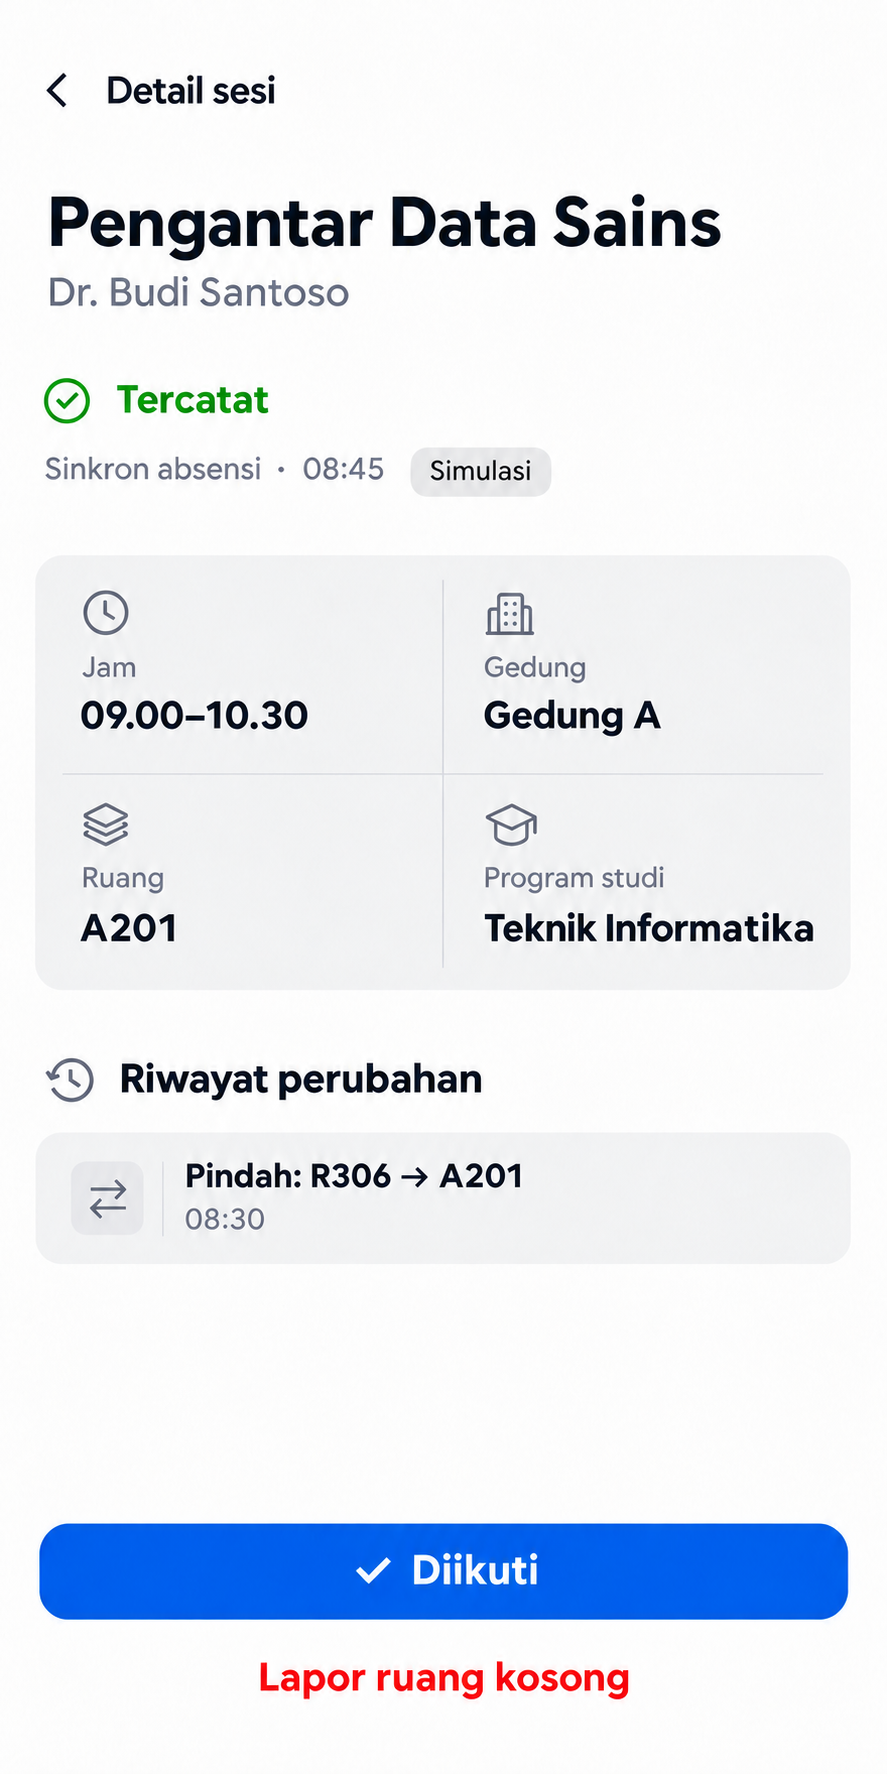 Detail sesi
Pengantar Data Sains
Dr. Budi Santoso
Tercatat
Sinkron absensi • 08:45 Simulasi
Jam
09.00–10.30
Gedung
Gedung A
Ruang
A201
Program studi
Teknik Informatika
Riwayat perubahan
Pindah: R306 → A201
08:30
Diikuti
Lapor ruang kosong